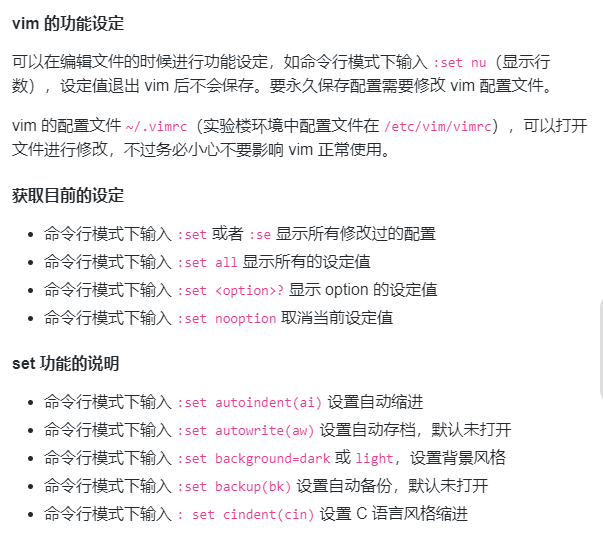 vim 的功能设定
可以在编辑文件的时候进行功能设定，如命令行模式下输入 :set nu（显示行
数），设定值退出 vim 后不会保存。要永久保存配置需要修改 vim 配置文件。
vim 的配置文件 ~/.vimrc（实验楼环境中配置文件在 /etc/vim/vimrc），可以打开
文件进行修改，不过务必小心不要影响 vim 正常使用。
获取目前的设定
• 命令行模式下输入 :set 或者 :se 显示所有修改过的配置
• 命令行模式下输入 :set all 显示所有的设定值
• 命令行模式下输入 :set <option>? 显示 option 的设定值
• 命令行模式下输入 :set nooption 取消当前设定值
set 功能的说明
• 命令行模式下输入 :set autoindent(ai) 设置自动缩进
• 命令行模式下输入 :set autowrite(aw) 设置自动存档，默认未打开
• 命令行模式下输入 :set background=dark 或 light，设置背景风格
• 命令行模式下输入 :set backup(bk) 设置自动备份，默认未打开
• 命令行模式下输入 : set cindent(cin) 设置 C 语言风格缩进